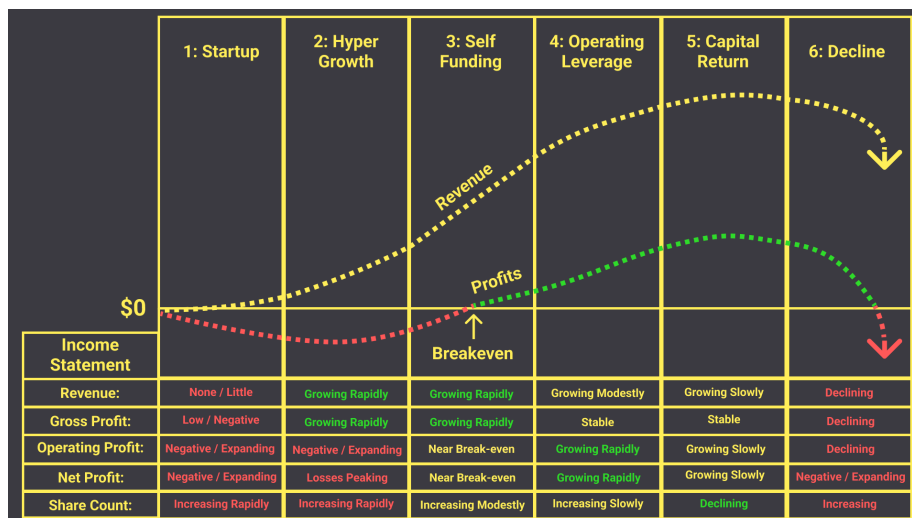 1: Startup
2: Hyper
Growth
3: Self
Funding
4: Operating
Leverage
5: Capital
Return
6: Decline
Revenue
Profits
$0
Breakeven
Income
Statement
Revenue: None / Little Growing Rapidly Growing Rapidly Growing Modestly Growing Slowly Declining
Gross Profit: Low / Negative Growing Rapidly Growing Rapidly Stable Stable Declining
Operating Profit: Negative / Expanding Negative / Expanding Near Break-even Growing Rapidly Growing Slowly Declining
Net Profit: Negative / Expanding Losses Peaking Near Break-even Growing Rapidly Growing Slowly Negative / Expanding
Share Count: Increasing Rapidly Increasing Rapidly Increasing Modestly Increasing Slowly Declining Increasing